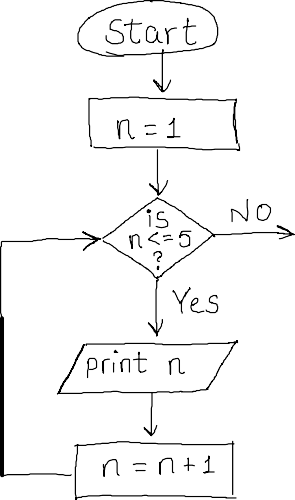 Start
n = 1
is
n <= 5
?
NO
Yes
print n
n = n + 1